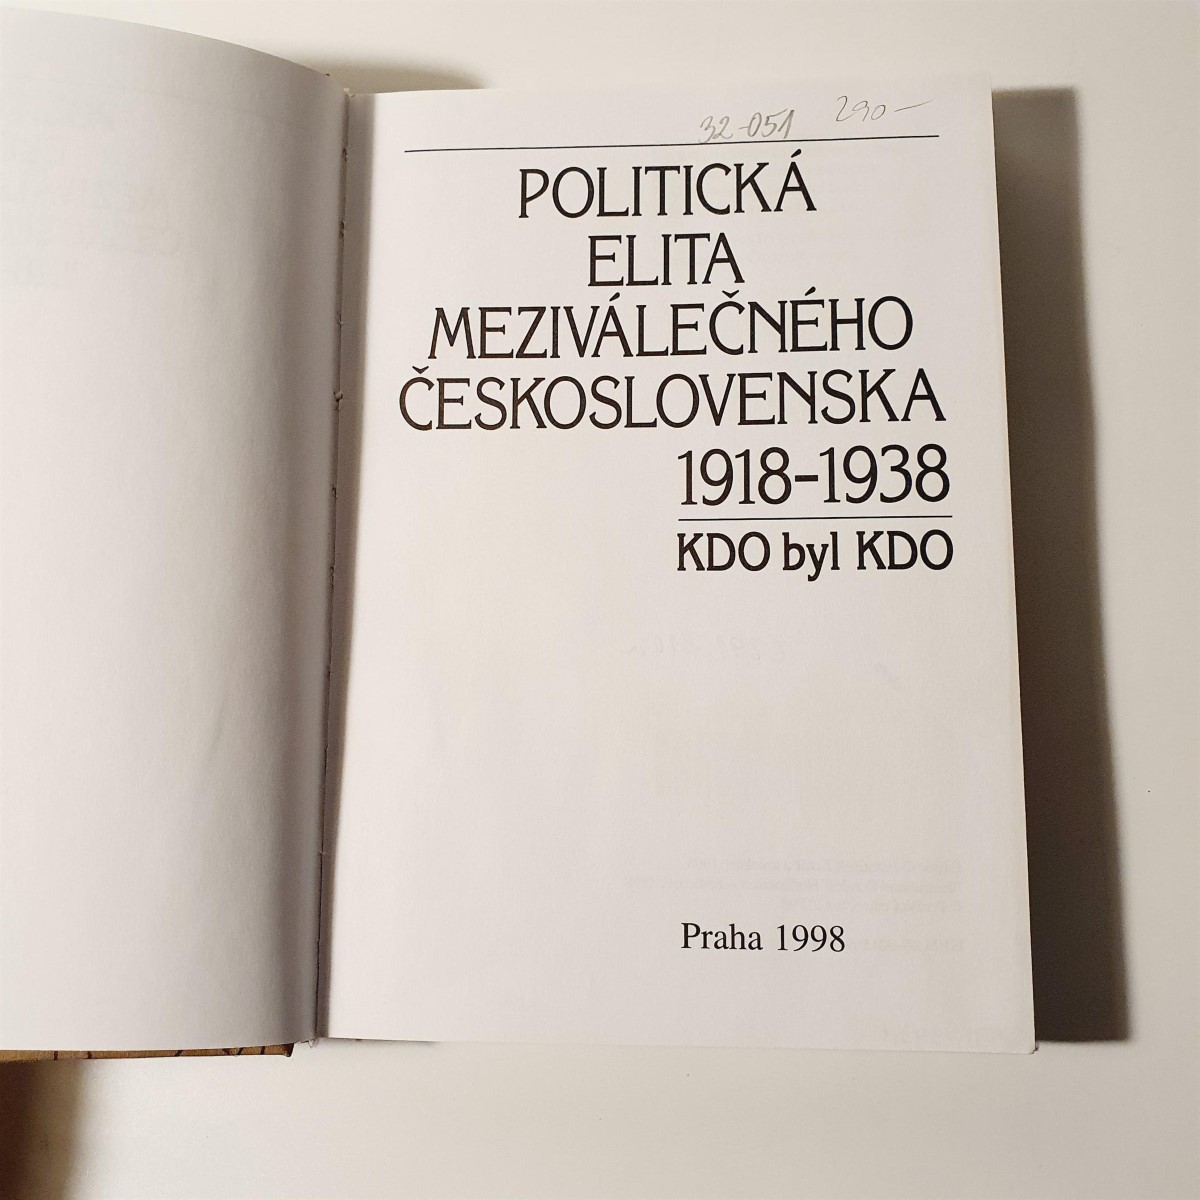 32-051 290-
POLITICKÁ
ELITA
MEZIVÁLEČNÉHO
ČESKOSLOVENSKA
1918-1938
KDO byl KDO
Praha 1998